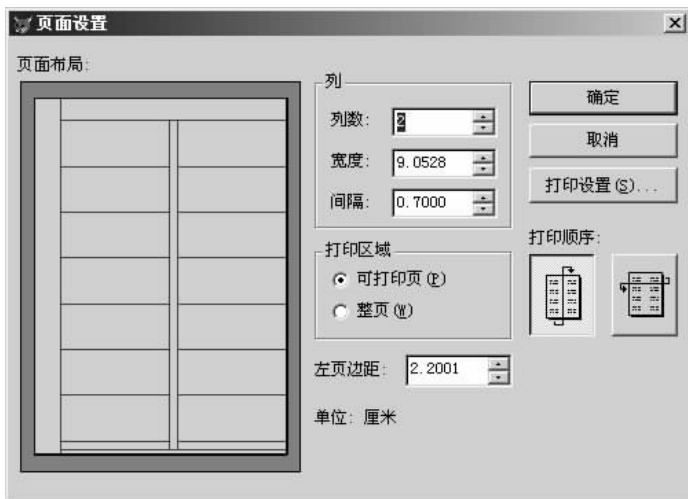 页面设置
页面布局:
列
列数: 2
宽度: 9.0528
间隔: 0.7000
打印区域
可打印页(P)
整页(W)
左页边距: 2.2001
单位: 厘米
确定
取消
打印设置(S)...
打印顺序: